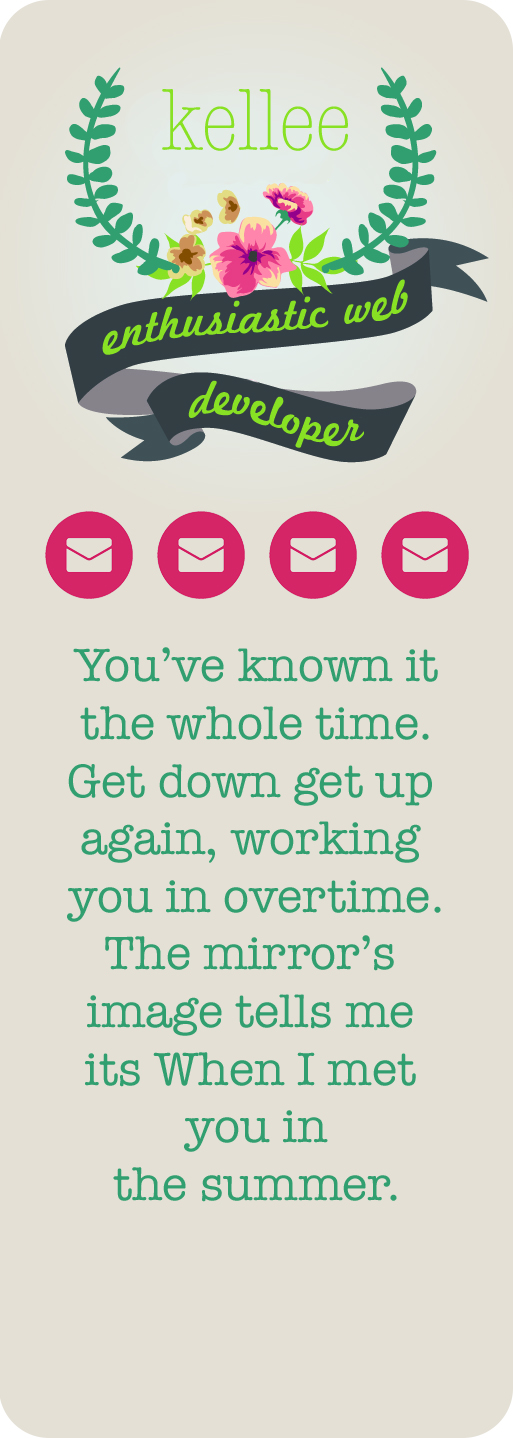 kellee
enthusiastic web
developer
You’ve known it
the whole time.
Get down get up
again, working
you in overtime.
The mirror’s
image tells me
its When I met
you in
the summer.